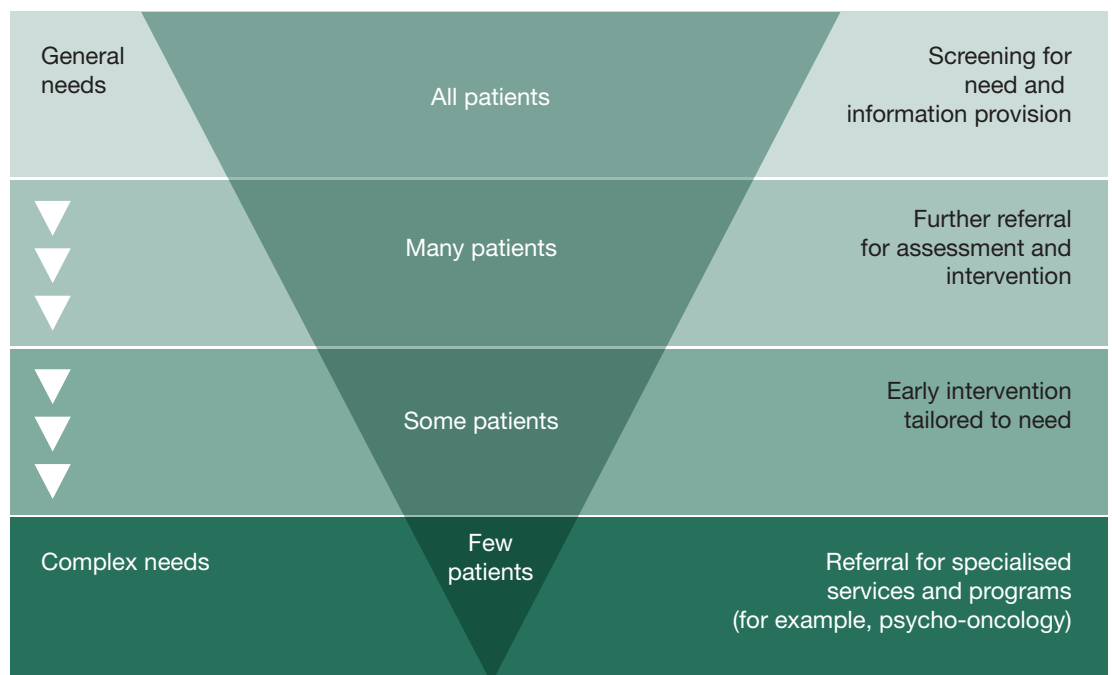 General
needs
All patients
Screening for
need and
information provision
Many patients
Further referral
for assessment and
intervention
Some patients
Early intervention
tailored to need
Complex needs
Few
patients
Referral for specialised
services and programs
(for example, psycho-oncology)